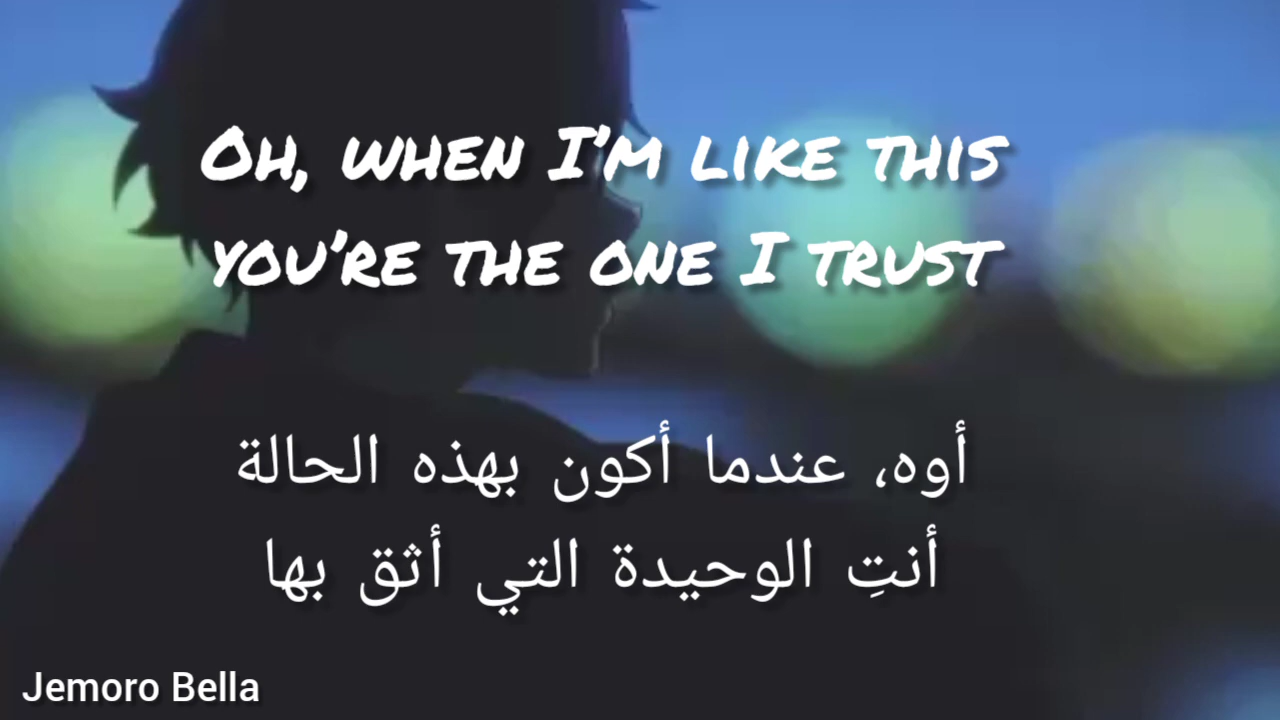 Oh, when I'm like this
you're the one I trust
أوه، عندما أكون بهذه الحالة
أنتِ الوحيدة التي أثق بها
Jemoro Bella